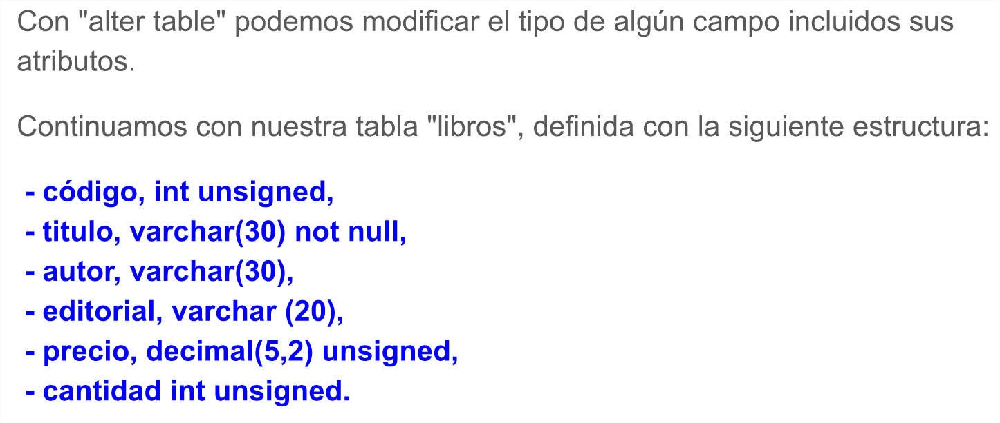 Con "alter table" podemos modificar el tipo de algún campo incluidos sus
atributos.
Continuamos con nuestra tabla "libros", definida con la siguiente estructura:
- código, int unsigned,
- titulo, varchar(30) not null,
- autor, varchar(30),
- editorial, varchar (20),
- precio, decimal(5,2) unsigned,
- cantidad int unsigned.